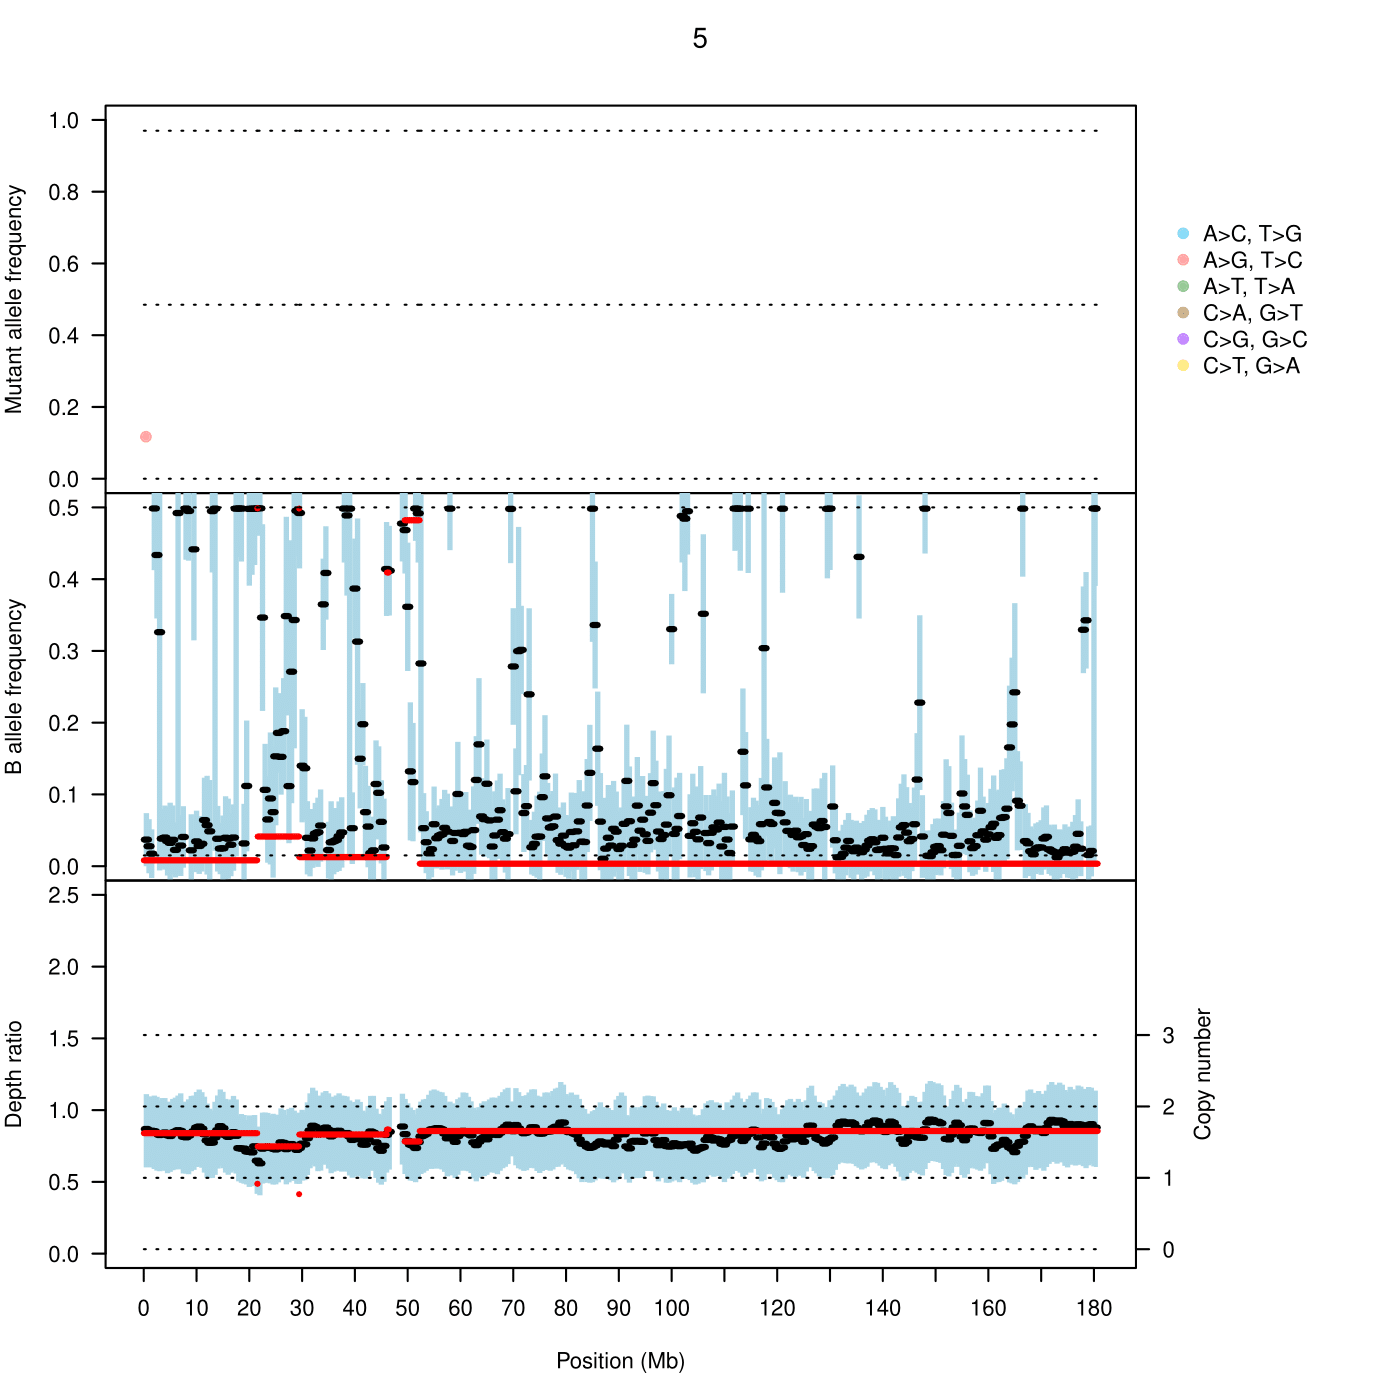 5
Mutant allele frequency
1.0
0.8
0.6
0.4
0.2
0.0
A>C, T>G
A>G, T>C
A>T, T>A
C>A, G>T
C>G, G>C
C>T, G>A
B allele frequency
0.5
0.4
0.3
0.2
0.1
0.0
Depth ratio
2.5
2.0
1.5
1.0
0.5
0.0
3
2
1
0
Copy number
0 10 20 30 40 50 60 70 80 90 100 120 140 160 180
Position (Mb)